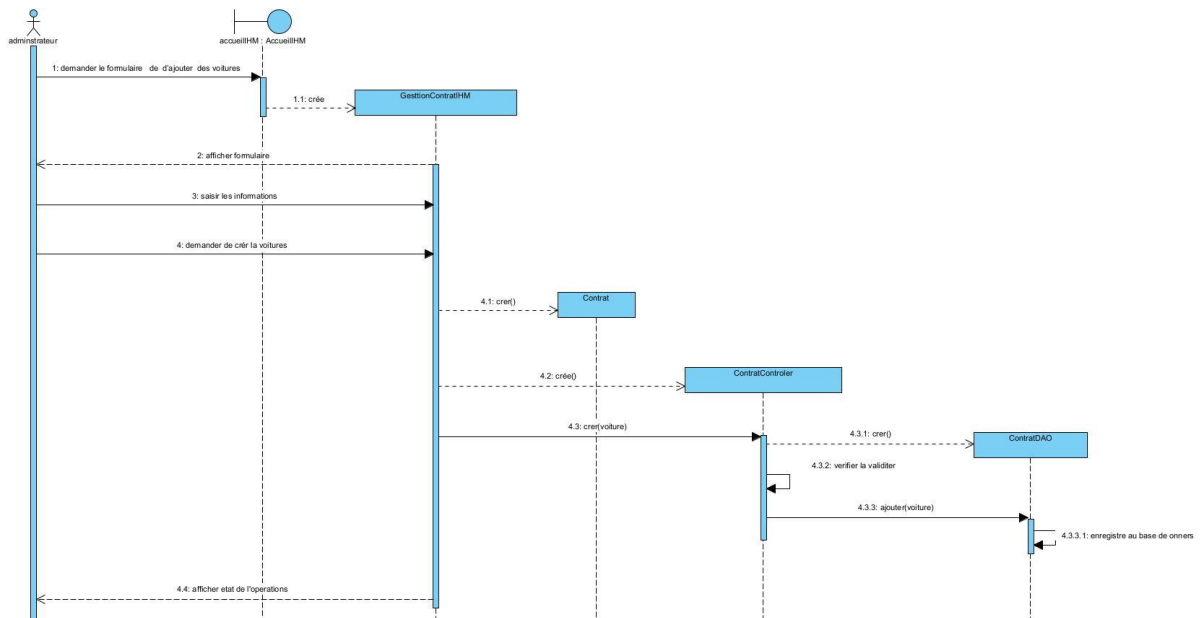 adminstrateur
accueilIHM : AccueilIHM
1: demander le formulaire de d'ajouter des voitures
1.1: crée
GesttionContratIHM
2: afficher formulaire
3: saisir les informations
4: demander de crér la voitures
4.1: crer()
Contrat
4.2: crée()
ContratControler
4.3: crer(voiture)
4.3.1: crer()
ContratDAO
4.3.2: verifier la validiter
4.3.3: ajouter(voiture)
4.3.3.1: enregistre au base de onners
4.4: afficher etat de l'operations